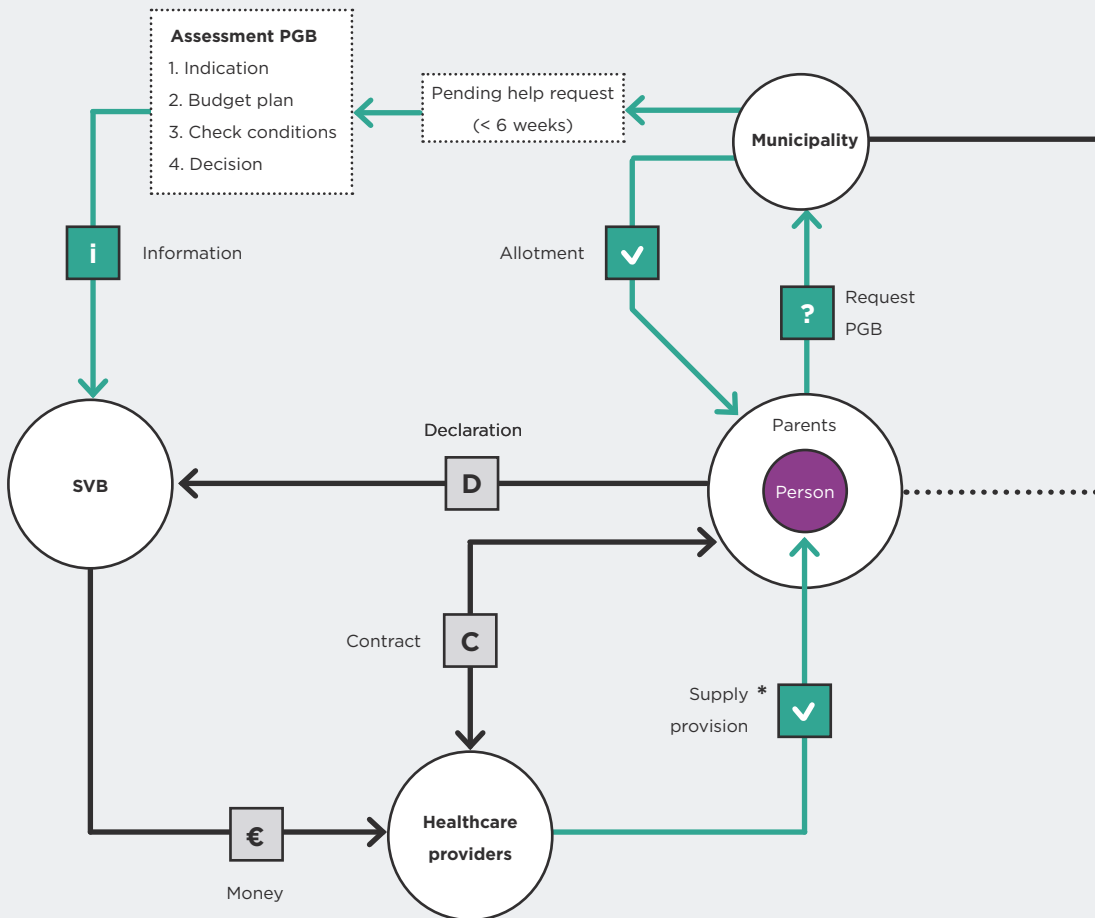 Assessment PGB
1. Indication
2. Budget plan
3. Check conditions
4. Decision
Pending help request
(< 6 weeks)
Municipality
i
Information
Allotment
?
Request
PGB
Parents
Person
Declaration
D
SVB
Contract
C
Supply *
provision
Healthcare
providers
€
Money